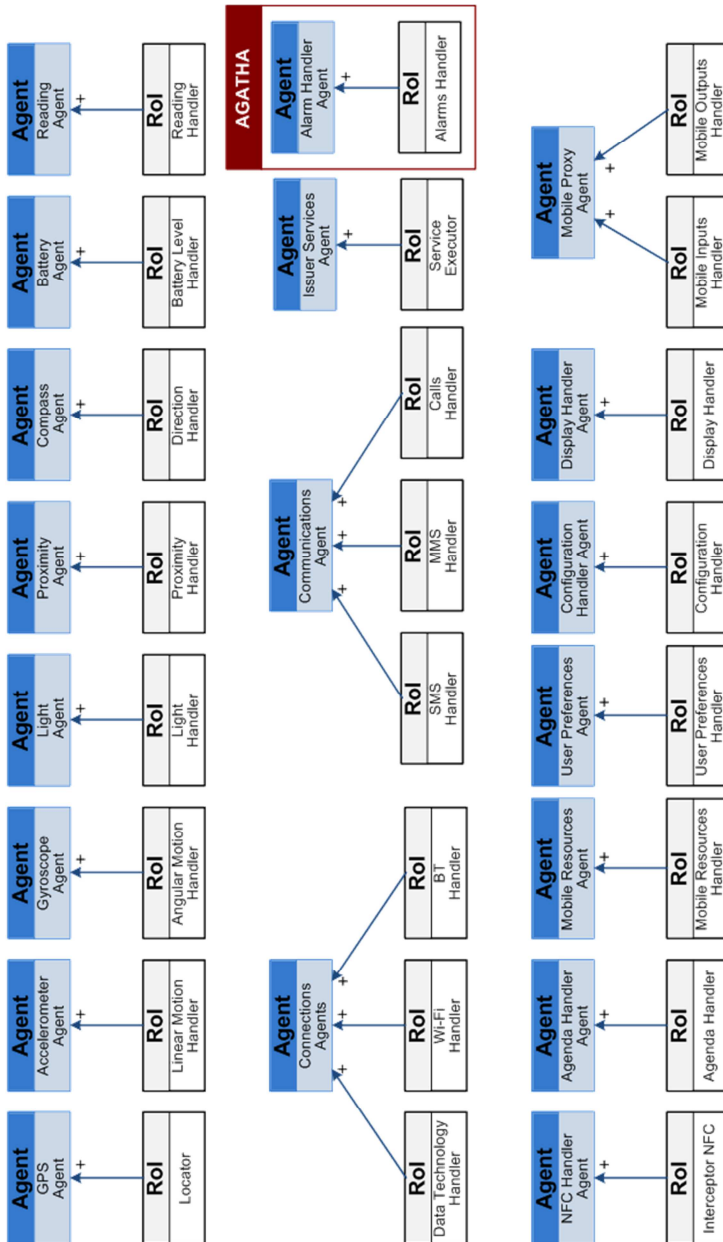 Agent
GPS
Agent
Rol
Locator
Agent
Accelerometer
Agent
Rol
Linear Motion
Handler
Agent
Gyroscope
Agent
Rol
Angular Motion
Handler
Agent
Light
Agent
Rol
Light
Handler
Agent
Proximity
Agent
Rol
Proximity
Handler
Agent
Compass
Agent
Rol
Direction
Handler
Agent
Battery
Agent
Rol
Battery Level
Handler
Agent
Reading
Agent
Rol
Reading
Handler
Agent
Connections
Agents
Rol
Data Technology
Handler
Rol
Wi-Fi
Handler
Rol
BT
Handler
Agent
Communications
Agent
Rol
SMS
Handler
Rol
MMS
Handler
Rol
Calls
Handler
Agent
Issuer Services
Agent
Rol
Service
Executor
AGATHA
Agent
Alarm Handler
Agent
Rol
Alarms Handler
Agent
NFC Handler
Agent
Rol
Interceptor NFC
Agent
Agenda Handler
Agent
Rol
Agenda Handler
Agent
Mobile Resources
Agent
Rol
Mobile Resources
Handler
Agent
User Preferences
Agent
Rol
User Preferences
Handler
Agent
Configuration
Handler Agent
Rol
Configuration
Handler
Agent
Display Handler
Agent
Rol
Display Handler
Agent
Mobile Proxy
Agent
Rol
Mobile Inputs
Handler
Rol
Mobile Outputs
Handler